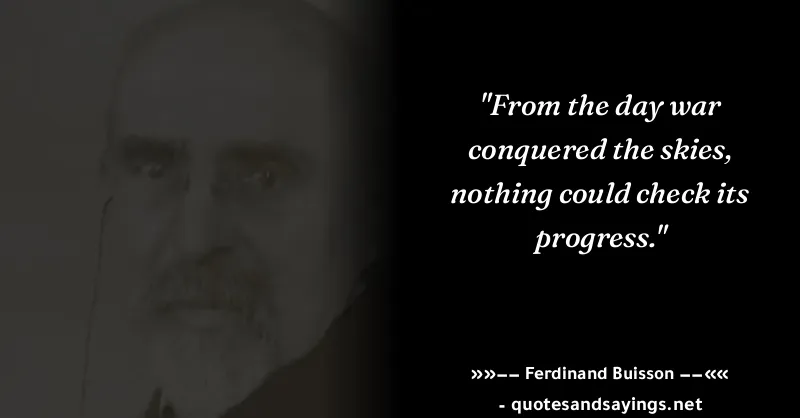 "From the day war
conquered the skies,
nothing could check its
progress."
»»−− Ferdinand Buisson −−««
- quotesandsayings.net